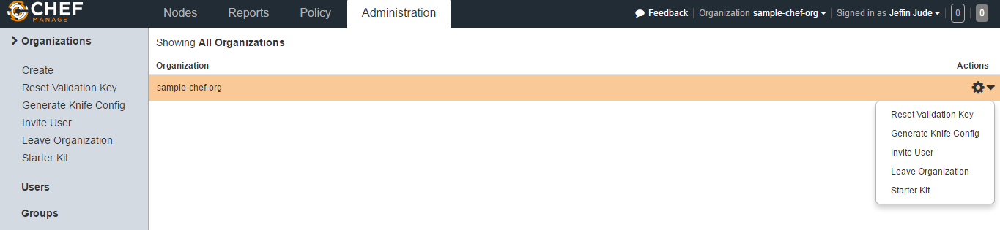 CHEF
MANAGE
Nodes Reports Policy Administration
Feedback Organization sample-chef-org Signed in as Jeffin Jude 0 0
Organizations
Create
Reset Validation Key
Generate Knife Config
Invite User
Leave Organization
Starter Kit
Users
Groups
Showing All Organizations
Organization Actions
sample-chef-org
Reset Validation Key
Generate Knife Config
Invite User
Leave Organization
Starter Kit